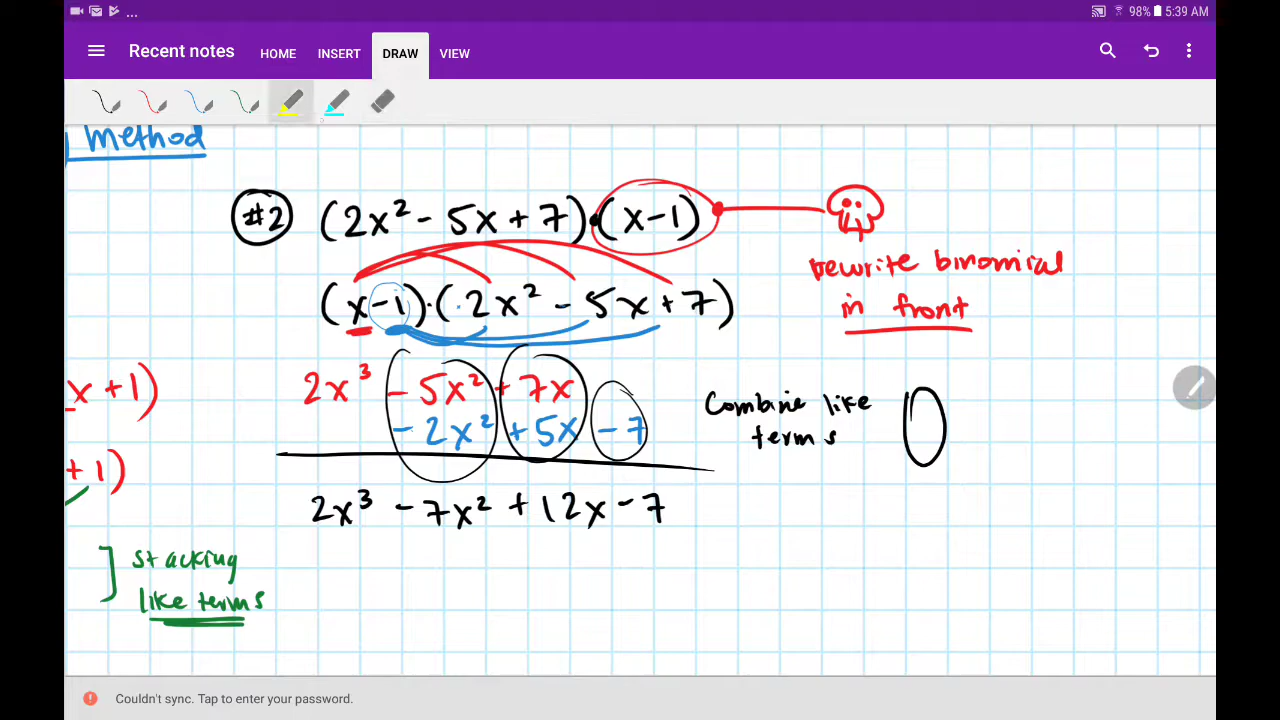 ... 98% 5:39 AM
Recent notes HOME INSERT DRAW VIEW
method
#2 (2x² - 5x + 7)•(x-1)
rewrite binomial
in front
(x-1)·(2x² - 5x + 7)
x + 1)
2x³ - 5x² + 7x
- 2x² + 5x - 7
Combine like
terms
+ 1)
2x³ - 7x² + 12x - 7
stacking
like terms
Couldn't sync. Tap to enter your password.